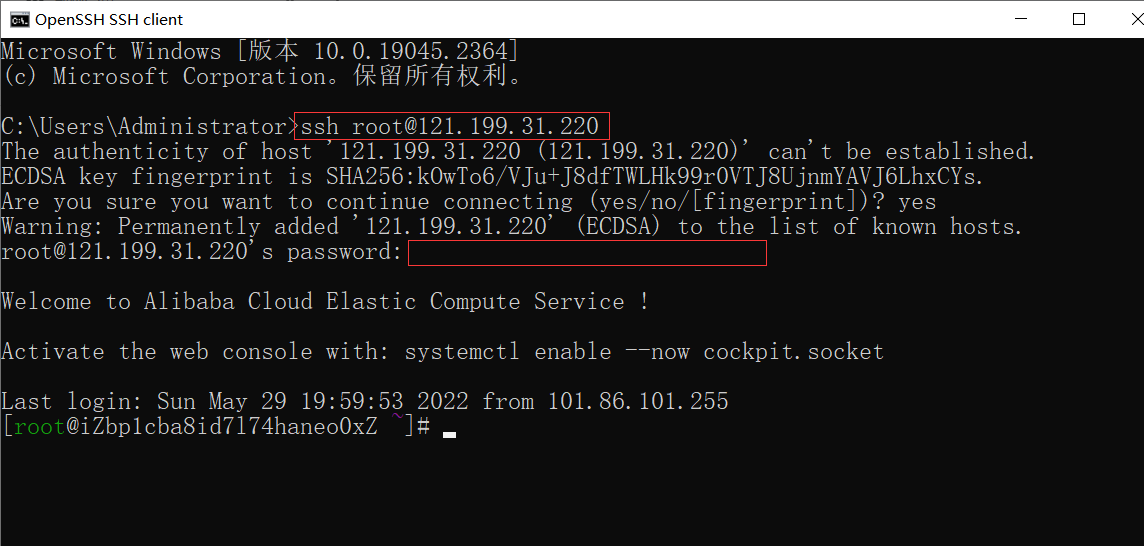 OpenSSH SSH client
Microsoft Windows [版本 10.0.19045.2364]
(c) Microsoft Corporation。保留所有权利。
C:\Users\Administrator>ssh root@121.199.31.220
The authenticity of host '121.199.31.220 (121.199.31.220)' can't be established.
ECDSA key fingerprint is SHA256:kOwTo6/VJu+J8dfTWLHk99r0VTJ8UjnmYAVJ6LhxCYs.
Are you sure you want to continue connecting (yes/no/[fingerprint])? yes
Warning: Permanently added '121.199.31.220' (ECDSA) to the list of known hosts.
root@121.199.31.220's password:
Welcome to Alibaba Cloud Elastic Compute Service !
Activate the web console with: systemctl enable --now cockpit.socket
Last login: Sun May 29 19:59:53 2022 from 101.86.101.255
[root@iZbp1cba8id7l74haneo0xZ ~]#